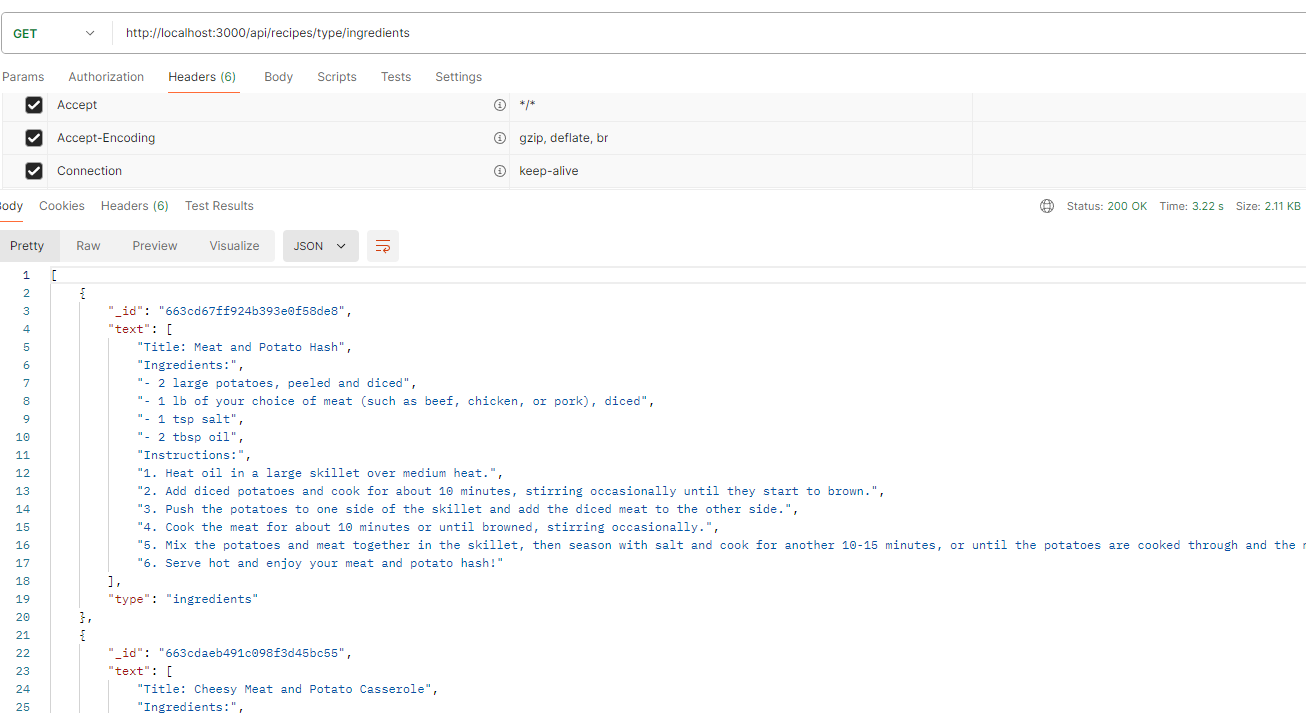 GET http://localhost:3000/api/recipes/type/ingredients
Params Authorization Headers (6) Body Scripts Tests Settings
Accept */*
Accept-Encoding gzip, deflate, br
Connection keep-alive
Body Cookies Headers (6) Test Results Status: 200 OK Time: 3.22 s Size: 2.11 KB
Pretty Raw Preview Visualize JSON
1 [
2 {
3 "_id": "663cd67ff924b393e0f58de8",
4 "text": [
5 "Title: Meat and Potato Hash",
6 "Ingredients:",
7 "- 2 large potatoes, peeled and diced",
8 "- 1 lb of your choice of meat (such as beef, chicken, or pork), diced",
9 "- 1 tsp salt",
10 "- 2 tbsp oil",
11 "Instructions:",
12 "1. Heat oil in a large skillet over medium heat.",
13 "2. Add diced potatoes and cook for about 10 minutes, stirring occasionally until they start to brown.",
14 "3. Push the potatoes to one side of the skillet and add the diced meat to the other side.",
15 "4. Cook the meat for about 10 minutes or until browned, stirring occasionally.",
16 "5. Mix the potatoes and meat together in the skillet, then season with salt and cook for another 10-15 minutes, or until the potatoes are cooked through and the
17 "6. Serve hot and enjoy your meat and potato hash!"
18 ],
19 "type": "ingredients"
20 },
21 {
22 "_id": "663cdaeb491c098f3d45bc55",
23 "text": [
24 "Title: Cheesy Meat and Potato Casserole",
25 "Ingredients:",